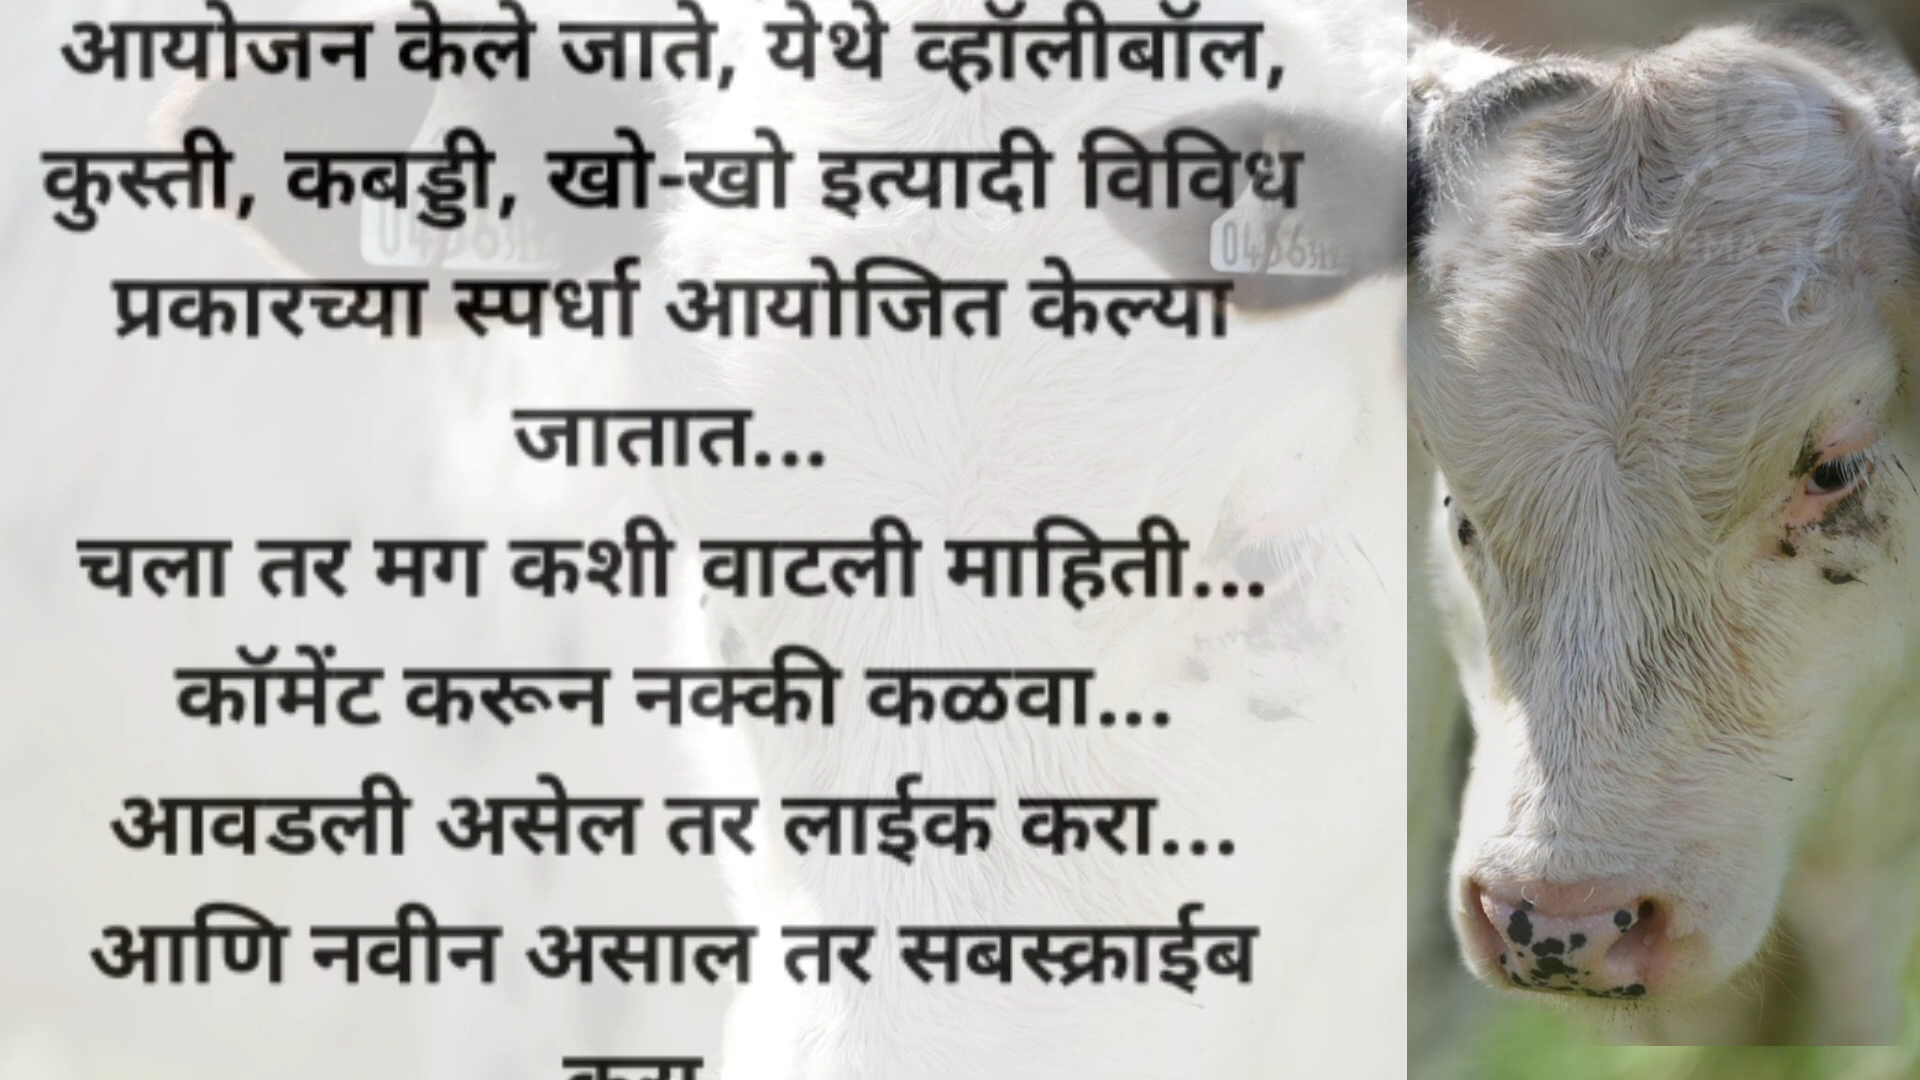 आयोजन केले जाते, येथे व्हॉलीबॉल,
कुस्ती, कबड्डी, खो-खो इत्यादी विविध
प्रकारच्या स्पर्धा आयोजित केल्या
जातात...
चला तर मग कशी वाटली माहिती...
कॉमेंट करून नक्की कळवा...
आवडली असेल तर लाईक करा...
आणि नवीन असाल तर सबस्क्राईब